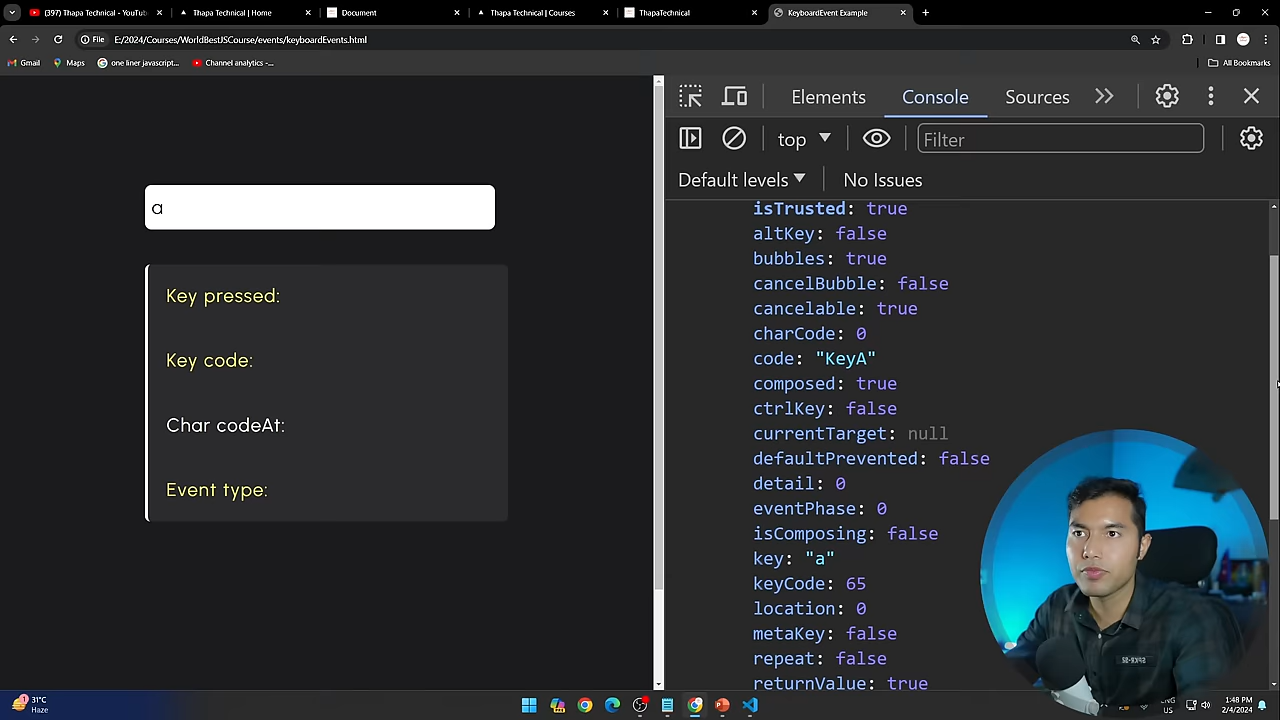 (397) Thapa Technical - YouTub
Thapa Technical | Home
Document
Thapa Technical | Courses
ThapaTechnical
KeyboardEvent Example
File
E:/2024/Courses/WorldBestJSCourse/events/keyboardEvents.html
Gmail
Maps
one liner javascript...
Channel analytics -...
All Bookmarks
a
Key pressed:
Key code:
Char codeAt:
Event type:
Elements
Console
Sources
top
Filter
Default levels
No Issues
isTrusted: true
altKey: false
bubbles: true
cancelBubble: false
cancelable: true
charCode: 0
code: "KeyA"
composed: true
ctrlKey: false
currentTarget: null
defaultPrevented: false
detail: 0
eventPhase: 0
isComposing: false
key: "a"
keyCode: 65
location: 0
metaKey: false
repeat: false
returnValue: true
1
31°C
Haze
ENG
US
1:48 PM
2/4/2024